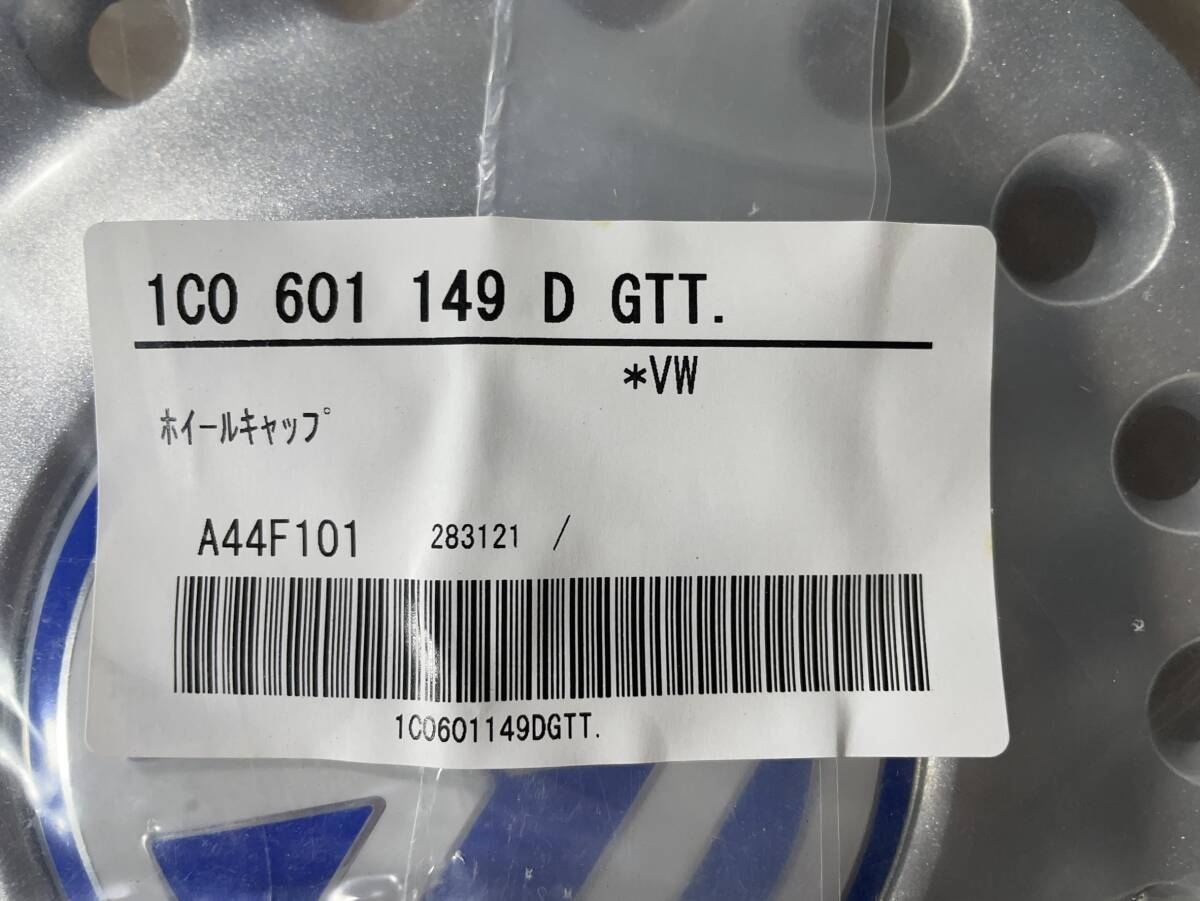 1C0 601 149 D GTT.
*VW
ﾎｲｰﾙｷｬｯﾌﾟ
A44F101 283121 /
1C0601149DGTT.